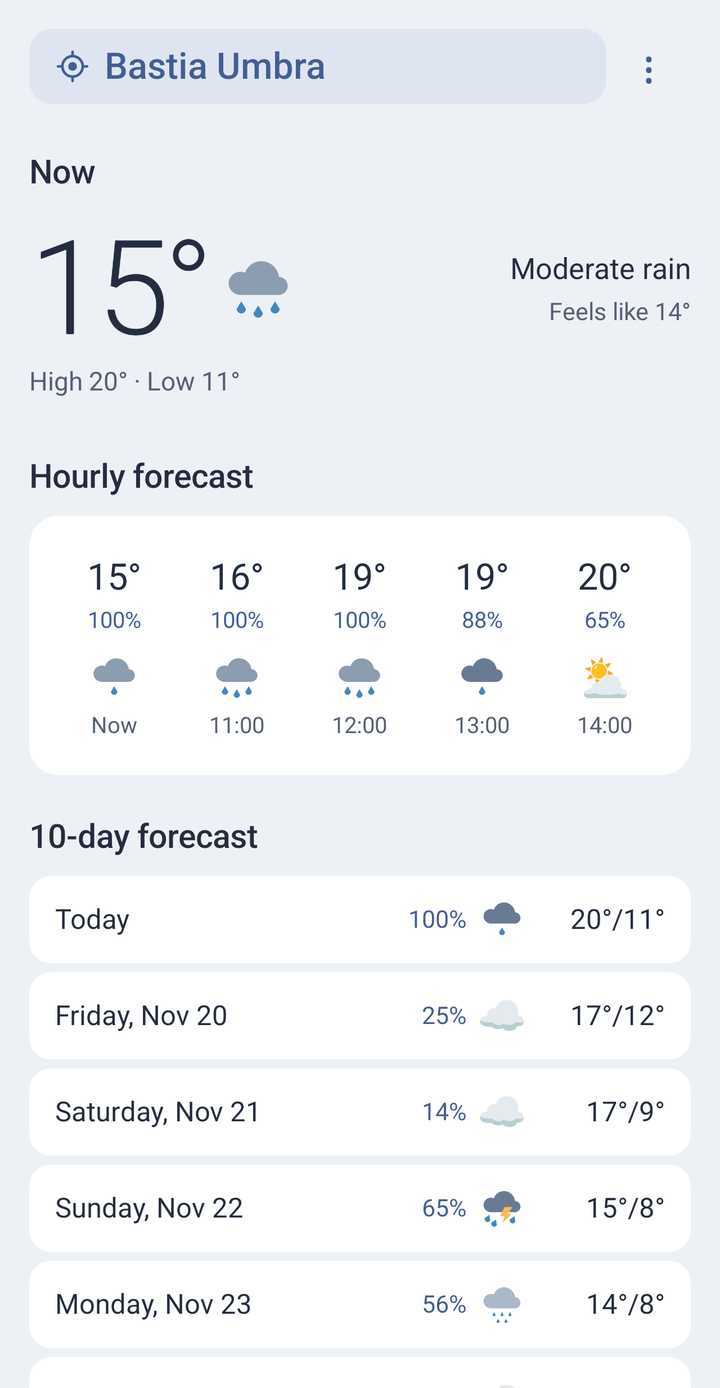 Bastia Umbra
Now
15°
Moderate rain
Feels like 14°
High 20° · Low 11°
Hourly forecast
15° 16° 19° 19° 20°
100% 100% 100% 88% 65%
Now 11:00 12:00 13:00 14:00
10-day forecast
Today 100% 20°/11°
Friday, Nov 20 25% 17°/12°
Saturday, Nov 21 14% 17°/9°
Sunday, Nov 22 65% 15°/8°
Monday, Nov 23 56% 14°/8°